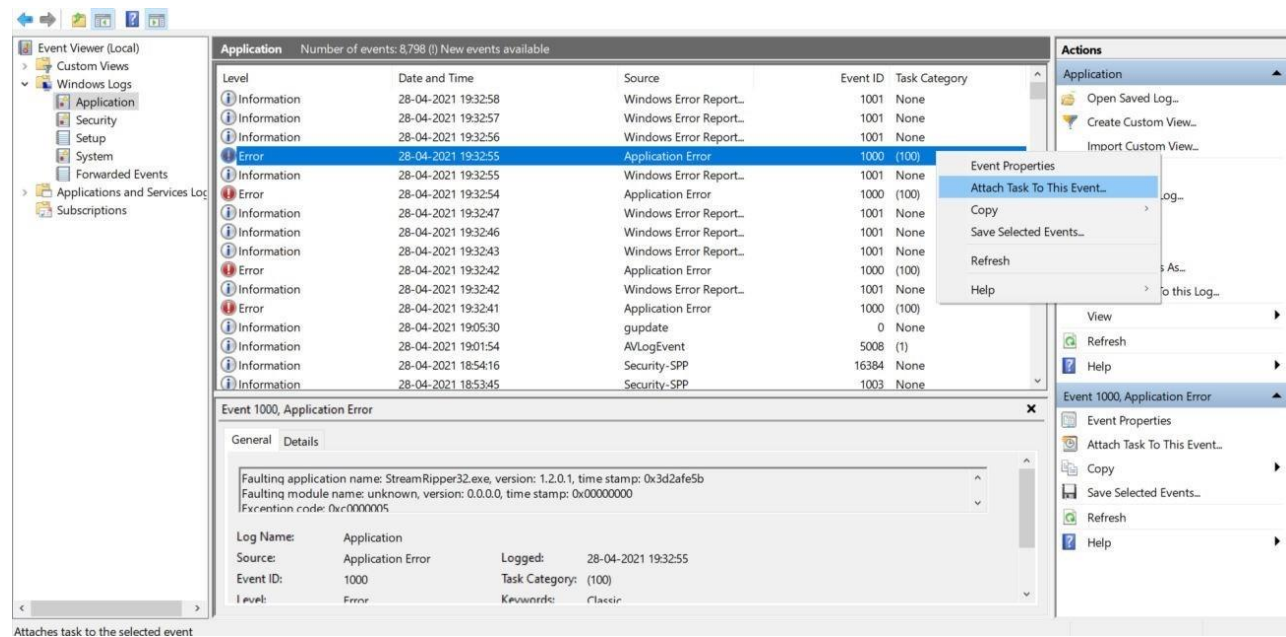 Event Viewer (Local)
Custom Views
Windows Logs
Application
Security
Setup
System
Forwarded Events
Applications and Services Log
Subscriptions
Application Number of events: 8,798 (!) New events available
Level Date and Time Source Event ID Task Category
Information 28-04-2021 19:32:58 Windows Error Report... 1001 None
Information 28-04-2021 19:32:57 Windows Error Report... 1001 None
Information 28-04-2021 19:32:56 Windows Error Report... 1001 None
Error 28-04-2021 19:32:55 Application Error 1000 (100)
Information 28-04-2021 19:32:55 Windows Error Report... 1001 None
Error 28-04-2021 19:32:54 Application Error 1000 (100)
Information 28-04-2021 19:32:47 Windows Error Report... 1001 None
Information 28-04-2021 19:32:46 Windows Error Report... 1001 None
Information 28-04-2021 19:32:43 Windows Error Report... 1001 None
Error 28-04-2021 19:32:42 Application Error 1000 (100)
Information 28-04-2021 19:32:42 Windows Error Report... 1001 None
Error 28-04-2021 19:32:41 Application Error 1000 (100)
Information 28-04-2021 19:05:30 gupdate 0 None
Information 28-04-2021 19:01:54 AVLogEvent 5008 (1)
Information 28-04-2021 18:54:16 Security-SPP 16384 None
Information 28-04-2021 18:53:45 Security-SPP 1003 None
Event Properties
Attach Task To This Event...
Copy
Save Selected Events...
Refresh
Help
Event 1000, Application Error
General Details
Faulting application name: StreamRipper32.exe, version: 1.2.0.1, time stamp: 0x3d2afe5b
Faulting module name: unknown, version: 0.0.0.0, time stamp: 0x00000000
Exception code: 0xc0000005
Log Name: Application
Source: Application Error Logged: 28-04-2021 19:32:55
Event ID: 1000 Task Category: (100)
Level: Error Keywords: Classic
Actions
Application
Open Saved Log...
Create Custom View...
Import Custom View...
og...
s As...
o this Log...
View
Refresh
Help
Event 1000, Application Error
Event Properties
Attach Task To This Event...
Copy
Save Selected Events...
Refresh
Help
Attaches task to the selected event